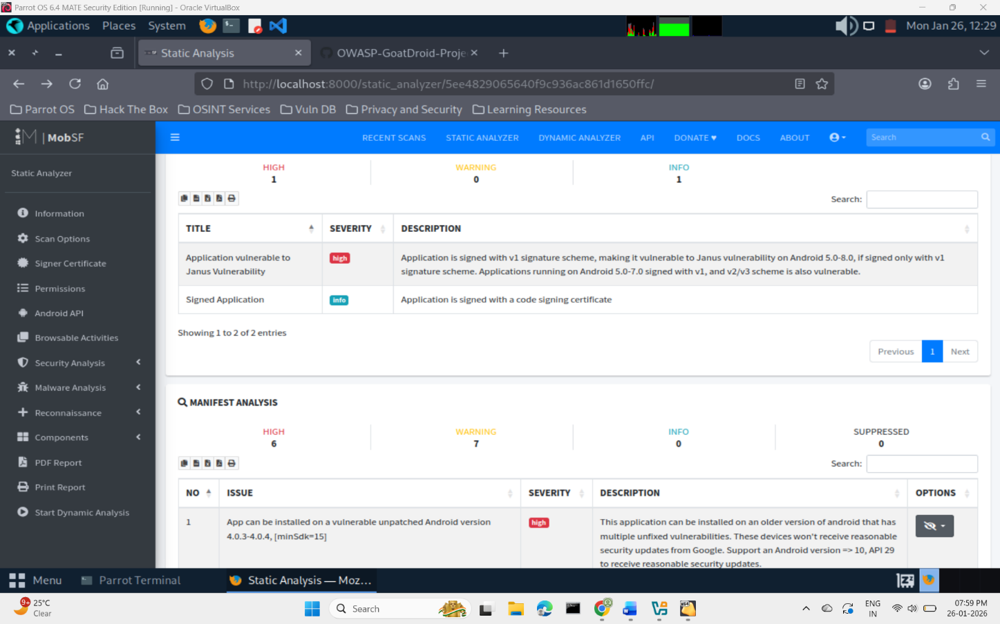 Parrot OS 6.4 MATE Security Edition [Running] - Oracle VirtualBox
Applications Places System
Mon Jan 26, 12:29
Static Analysis
OWASP-GoatDroid-Proje
http://localhost:8000/static_analyzer/5ee4829065640f9c936ac861d1650ffc/
Parrot OS Hack The Box OSINT Services Vuln DB Privacy and Security Learning Resources
M | MobSF
RECENT SCANS STATIC ANALYZER DYNAMIC ANALYZER API DONATE ♥ DOCS ABOUT Search
Static Analyzer
Information
Scan Options
Signer Certificate
Permissions
Android API
Browsable Activities
Security Analysis
Malware Analysis
Reconnaissance
Components
PDF Report
Print Report
Start Dynamic Analysis
HIGH WARNING INFO
1 0 1
Search:
TITLE SEVERITY DESCRIPTION
Application vulnerable to
Janus Vulnerability
high
Application is signed with v1 signature scheme, making it vulnerable to Janus vulnerability on Android 5.0-8.0, if signed only with v1
signature scheme. Applications running on Android 5.0-7.0 signed with v1, and v2/v3 scheme is also vulnerable.
Signed Application info Application is signed with a code signing certificate
Showing 1 to 2 of 2 entries
Previous 1 Next
MANIFEST ANALYSIS
HIGH WARNING INFO SUPPRESSED
6 7 0 0
Search:
NO ISSUE SEVERITY DESCRIPTION OPTIONS
1
App can be installed on a vulnerable unpatched Android version
4.0.3-4.0.4, [minSdk=15]
high
This application can be installed on an older version of android that has
multiple unfixed vulnerabilities. These devices won't receive reasonable
security updates from Google. Support an Android version => 10, API 29
to receive reasonable security updates.
Menu Parrot Terminal Static Analysis — Moz...
9+
25°C
Clear
Search
ENG
IN
07:59 PM
26-01-2026